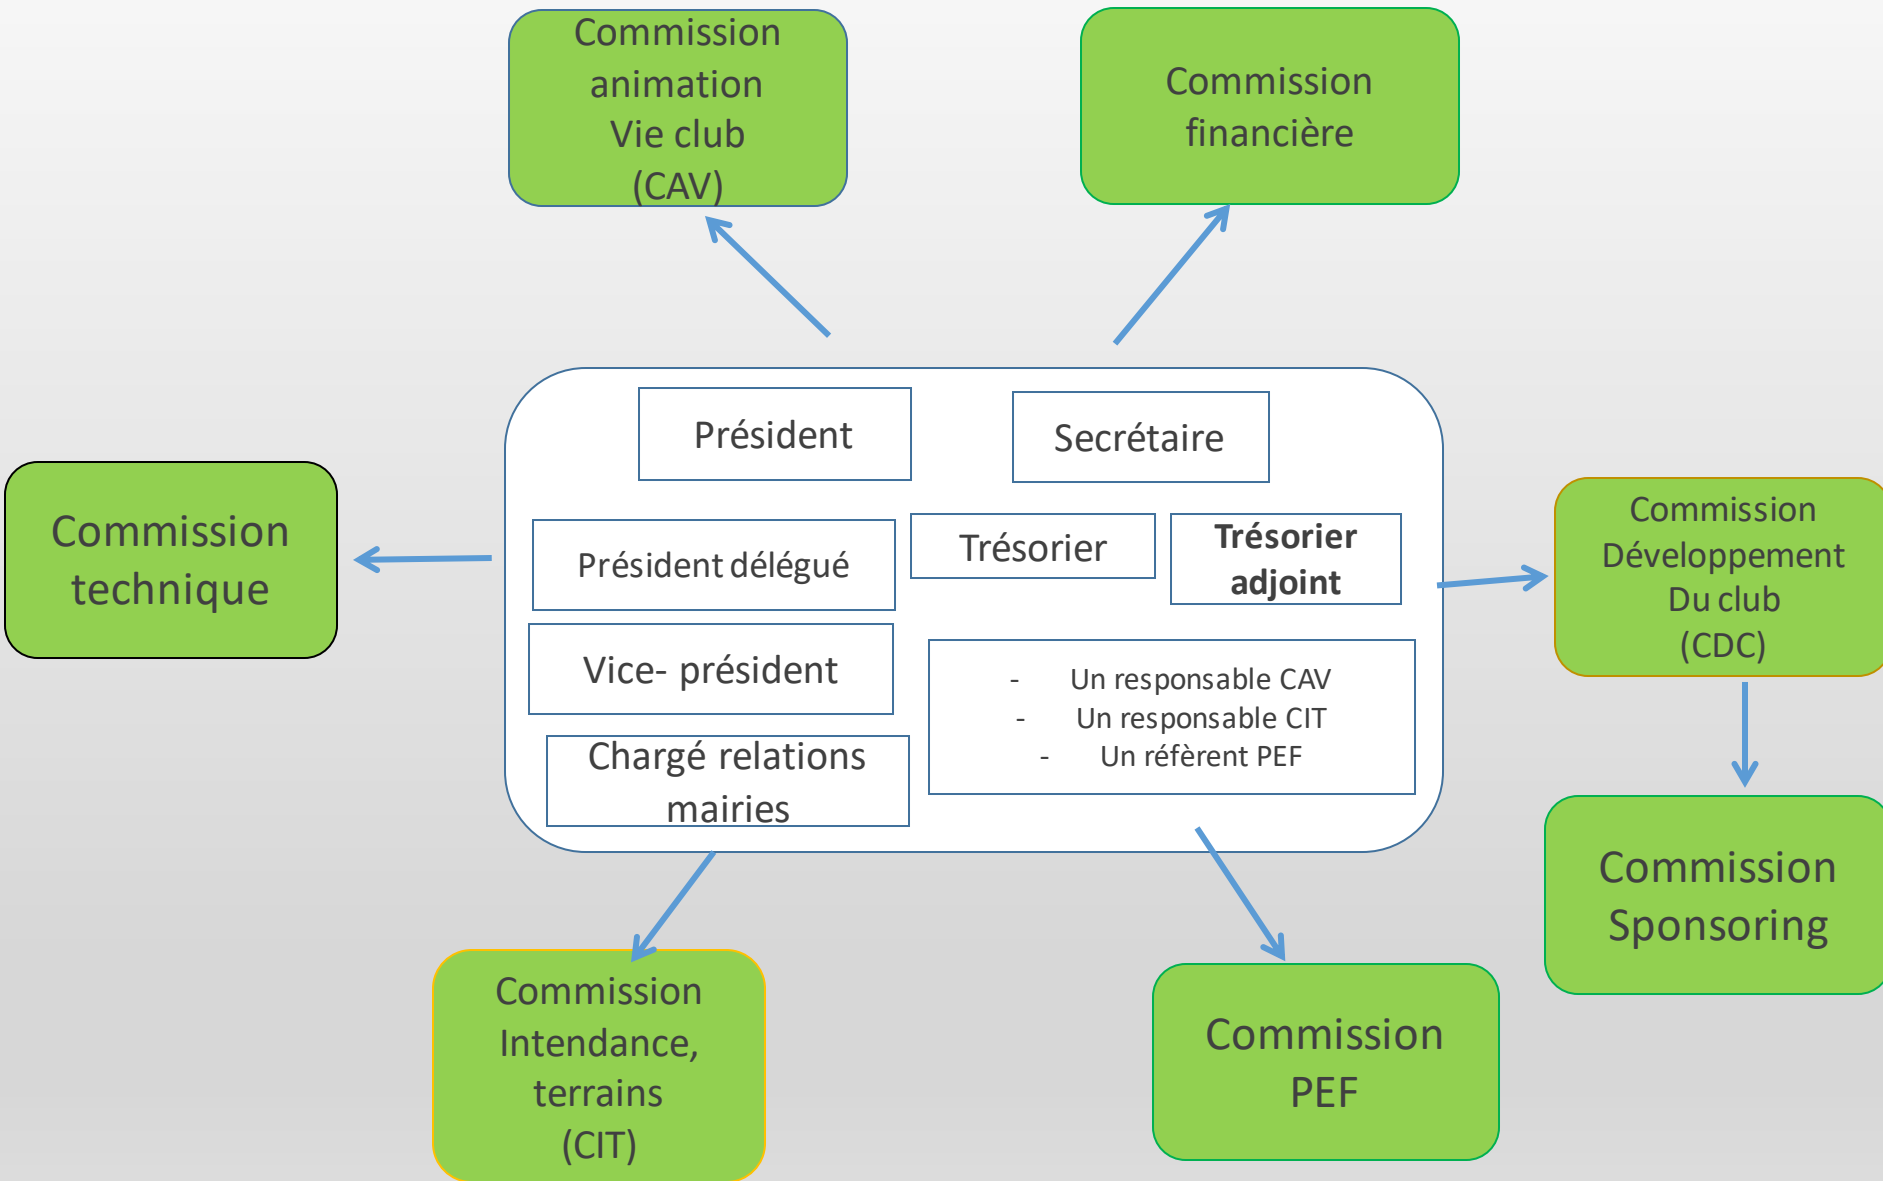 Commission
animation
Vie club
(CAV)
Commission
financière
Président
Secrétaire
Commission
technique
Président délégué
Trésorier
Trésorier
adjoint
Commission
Développement
Du club
(CDC)
Vice- président
- Un responsable CAV
- Un responsable CIT
- Un réfèrent PEF
Chargé relations
mairies
Commission
Sponsoring
Commission
Intendance,
terrains
(CIT)
Commission
PEF